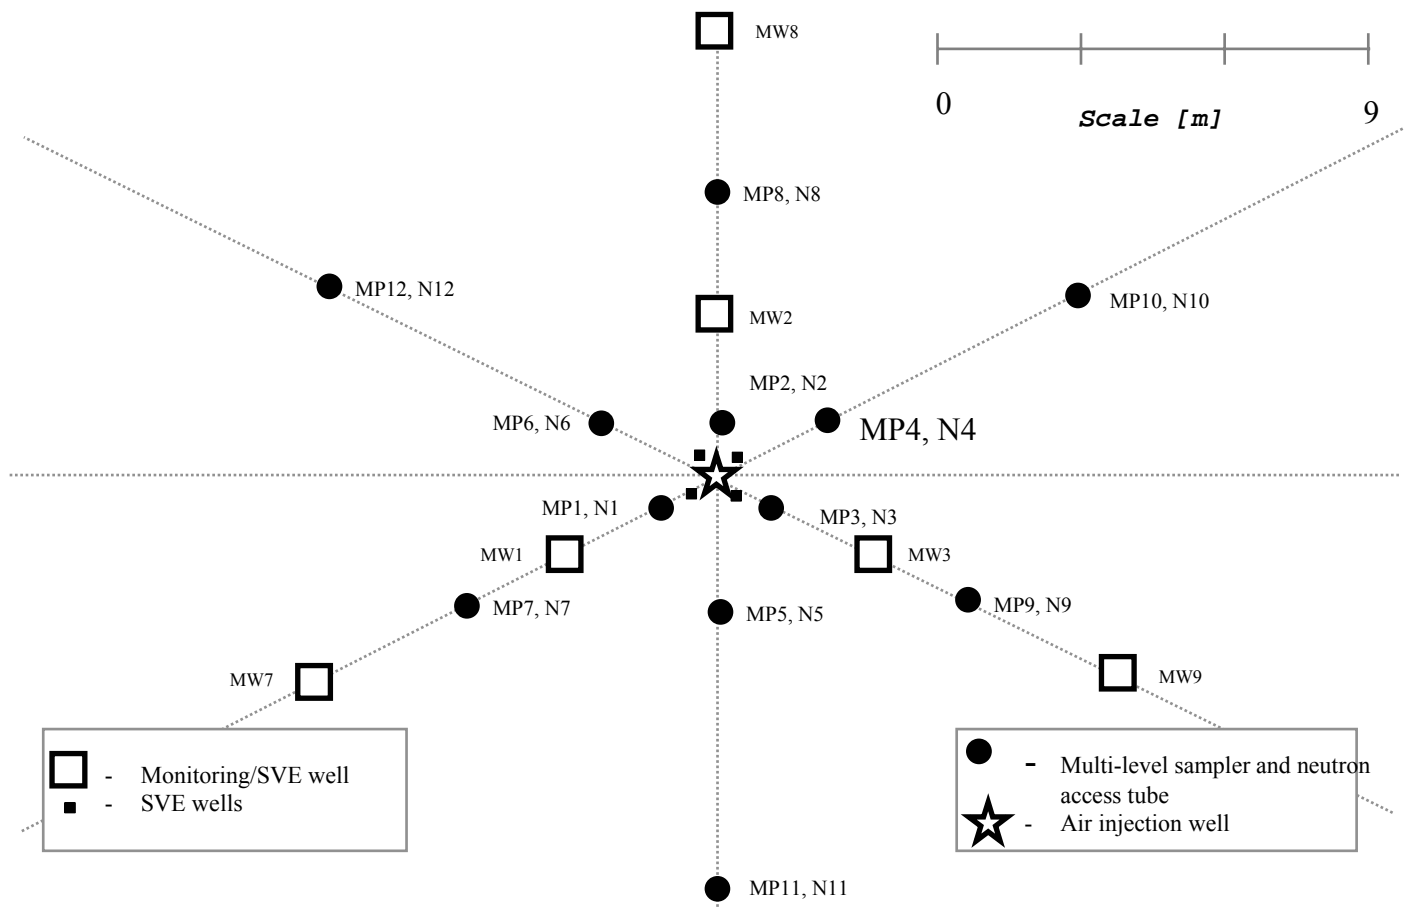 MW8
0
9
Scale [m]
MP8, N8
MP12, N12
MP10, N10
MW2
MP2, N2
MP6, N6
MP4, N4
MP1, N1
MP3, N3
MW1
MW3
MP7, N7
MP5, N5
MP9, N9
MW7
MW9
- Monitoring/SVE well
- SVE wells
- Multi-level sampler and neutron
access tube
- Air injection well
MP11, N11